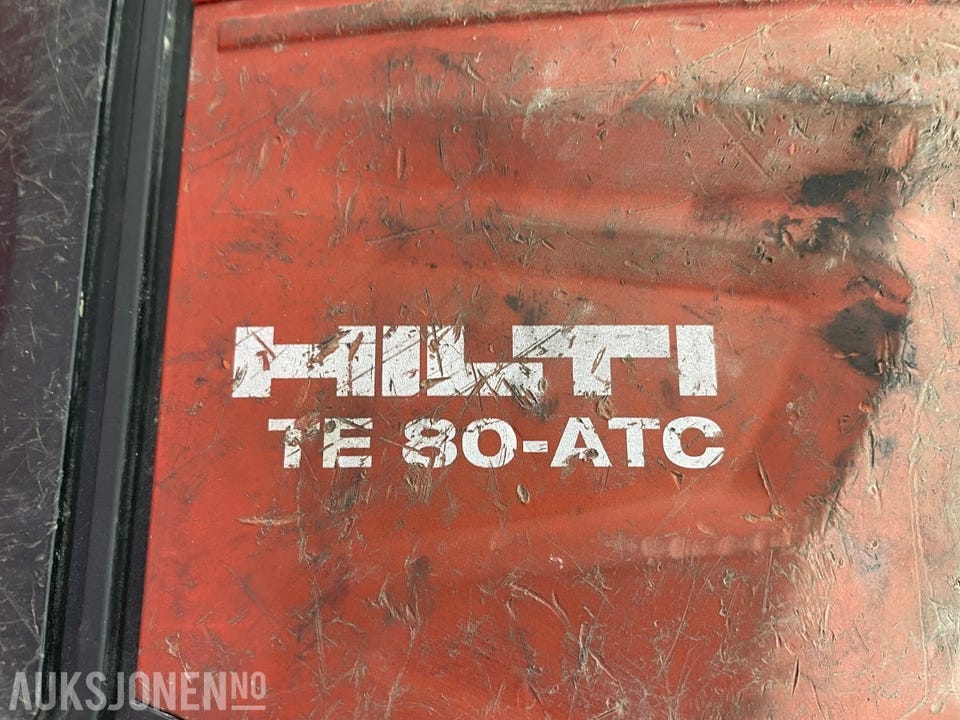 HILTI
TE 80-ATC
AUKSJONEN.NO